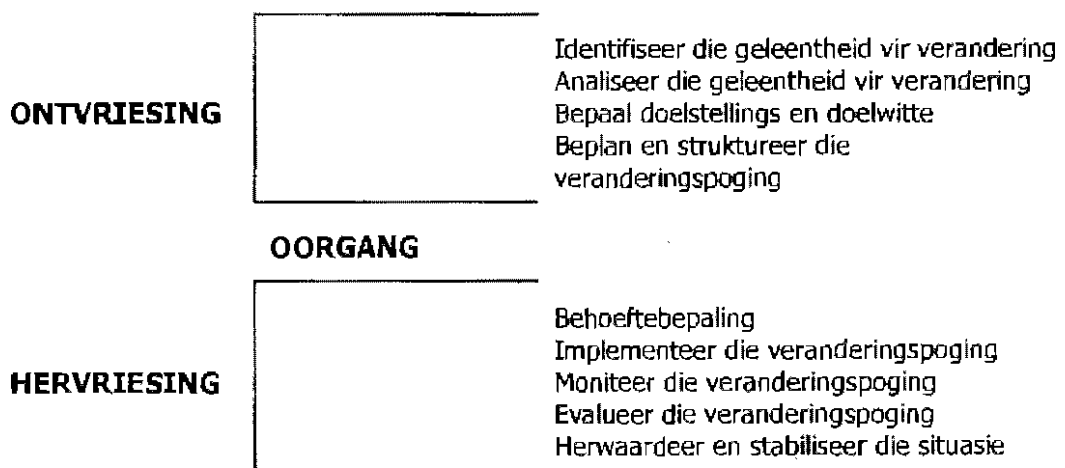 Identifiseer die geleentheid vir verandering
Analiseer die geleentheid vir verandering
ONTVRIESING
Bepaal doelstellings en doelwitte
Beplan en struktureer die
veranderingspoging
OORGANG
Behoeftebepaling
Implementeer die veranderingspoging
HERVRIESING
Moniteer die veranderingspoging
Evalueer die veranderingspoging
Herwaardeer en stabiliseer die situasie